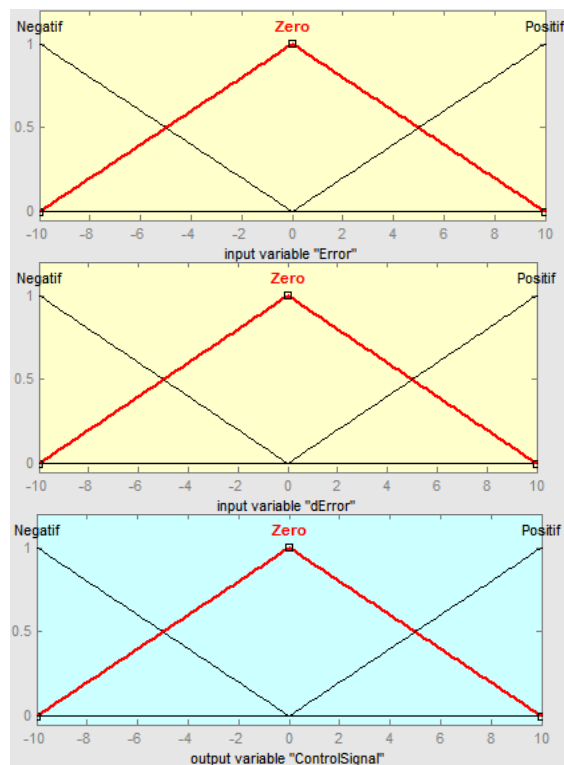 Negatif Zero Positif
1
0.5
0
-10 -8 -6 -4 -2 0 2 4 6 8 10
input variable "Error"
Negatif Zero Positif
1
0.5
0
-10 -8 -6 -4 -2 0 2 4 6 8 10
input variable "dError"
Negatif Zero Positif
1
0.5
0
-10 -8 -6 -4 -2 0 2 4 6 8 10
output variable "ControlSignal"